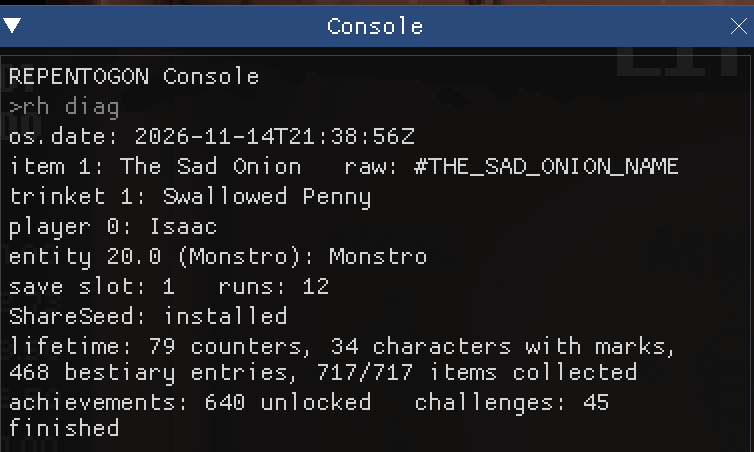 Console
REPENTOGON Console
>rh diag
os.date: 2026-11-14T21:38:56Z
item 1: The Sad Onion   raw: #THE_SAD_ONION_NAME
trinket 1: Swallowed Penny
player 0: Isaac
entity 20.0 (Monstro): Monstro
save slot: 1   runs: 12
ShareSeed: installed
lifetime: 79 counters, 34 characters with marks,
468 bestiary entries, 717/717 items collected
achievements: 640 unlocked   challenges: 45
finished